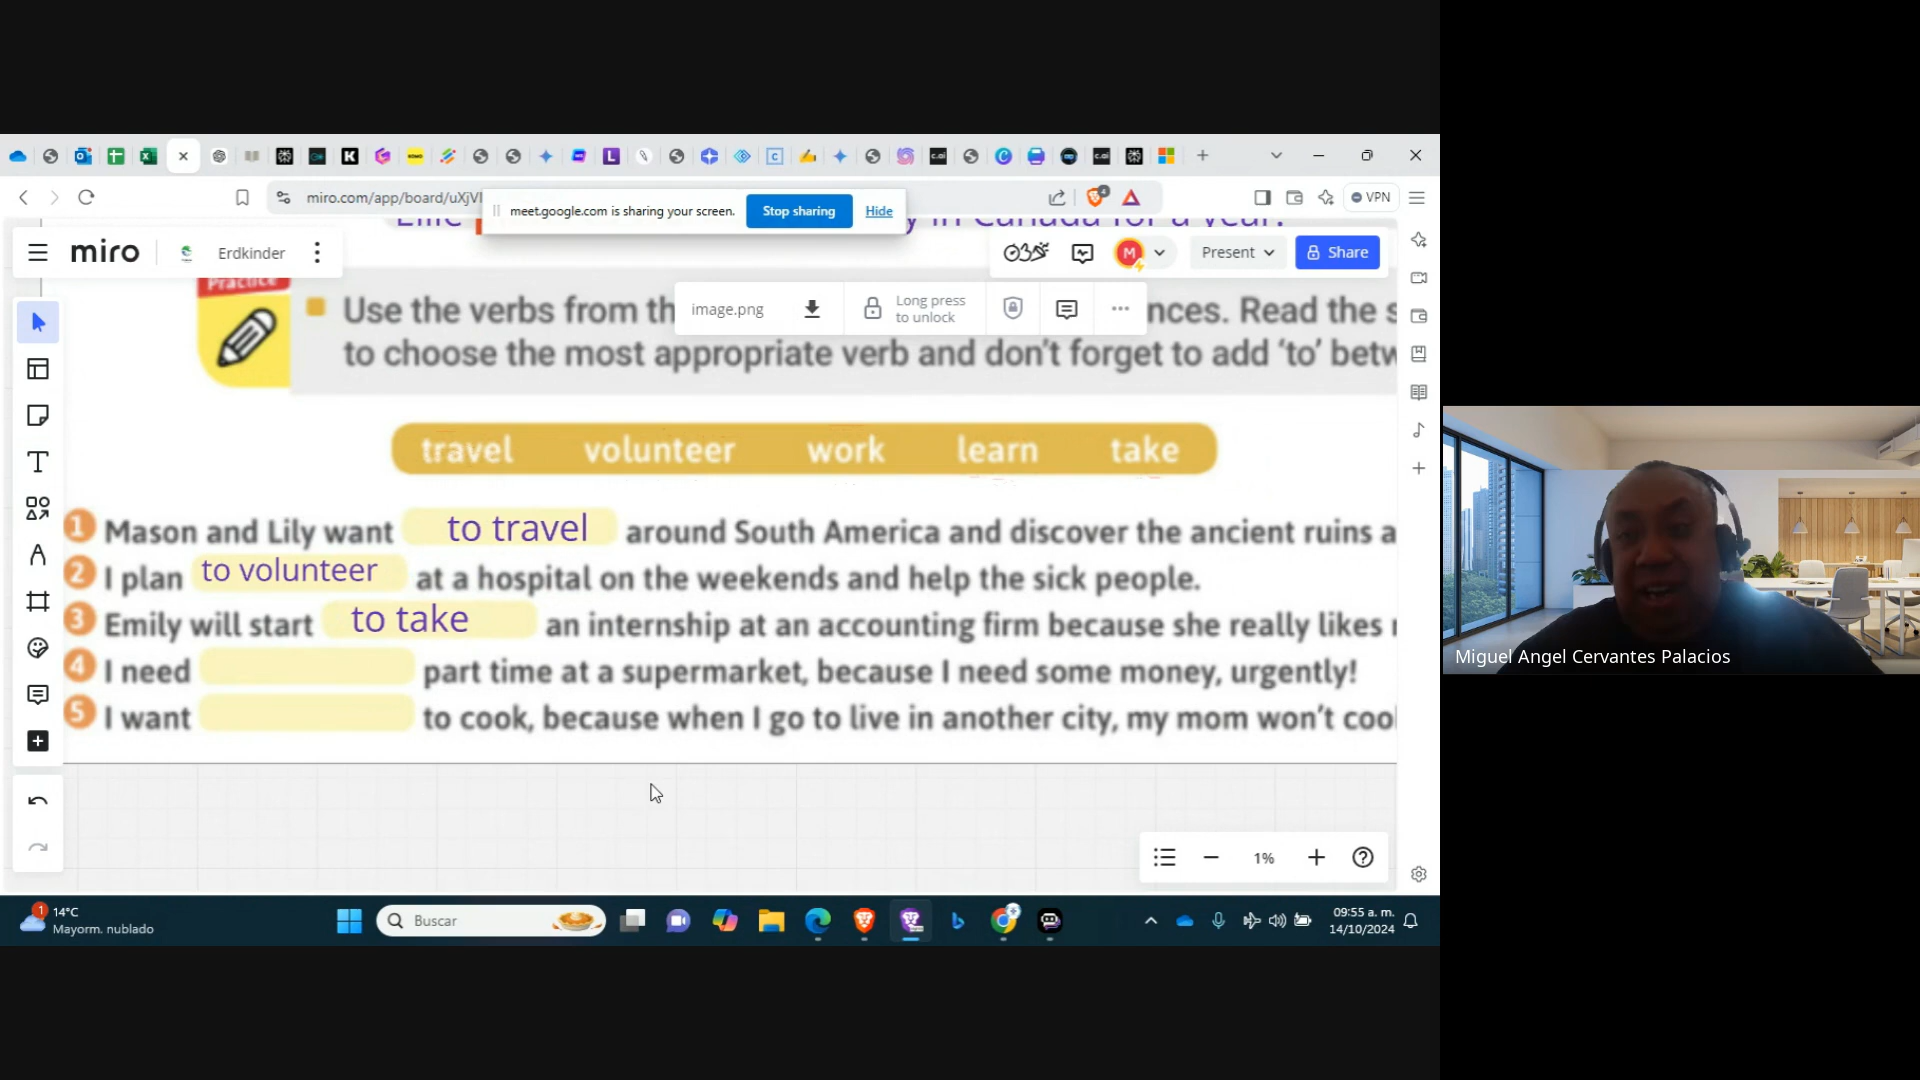 miro.com/app/board/uXjVI
meet.google.com is sharing your screen.
Stop sharing
Hide
VPN
in Canada for a year.
miro
Erdkinder
M
Present
Share
Practice
image.png
Long press
to unlock
Use the verbs from th
nces. Read the s
to choose the most appropriate verb and don't forget to add 'to' betw
travel volunteer work learn take
1 Mason and Lily want to travel around South America and discover the ancient ruins a
2 I plan to volunteer at a hospital on the weekends and help the sick people.
3 Emily will start to take an internship at an accounting firm because she really likes
4 I need part time at a supermarket, because I need some money, urgently!
5 I want to cook, because when I go to live in another city, my mom won't coo
1%
Miguel Angel Cervantes Palacios
1
14°C
Mayorm. nublado
Buscar
09:55 a. m.
14/10/2024